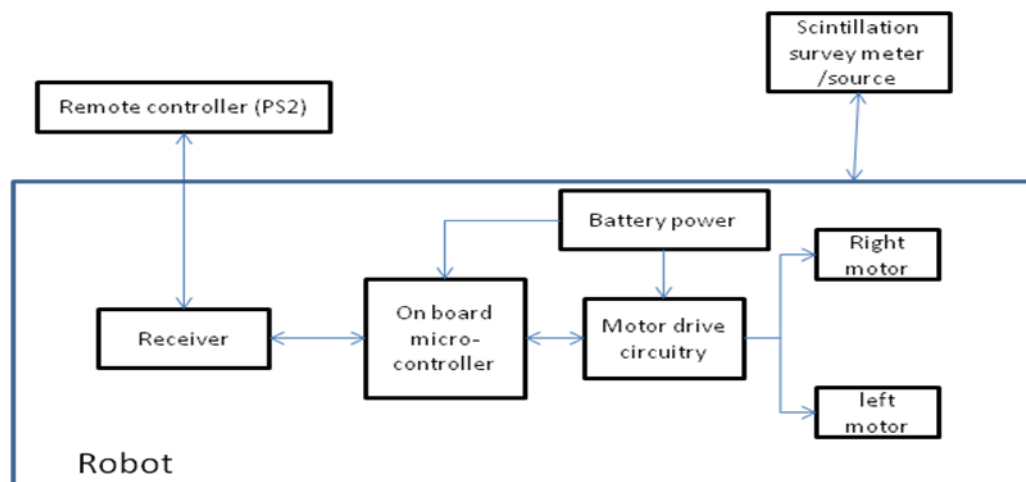 Scintillation
survey meter
/source
Remote controller (PS2)
Battery power
Right
motor
Receiver
On board
micro-
controller
Motor drive
circuitry
left
motor
Robot